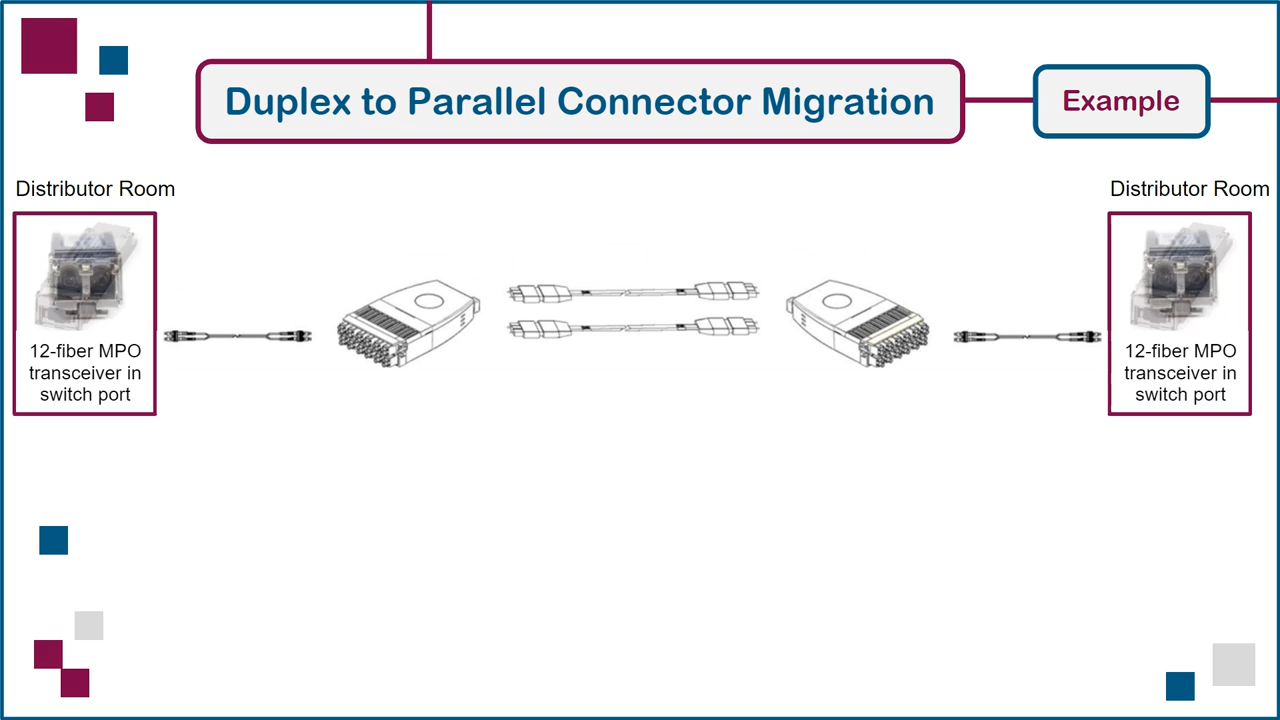 Duplex to Parallel Connector Migration
Example
Distributor Room
12-fiber MPO
transceiver in
switch port
Distributor Room
12-fiber MPO
transceiver in
switch port